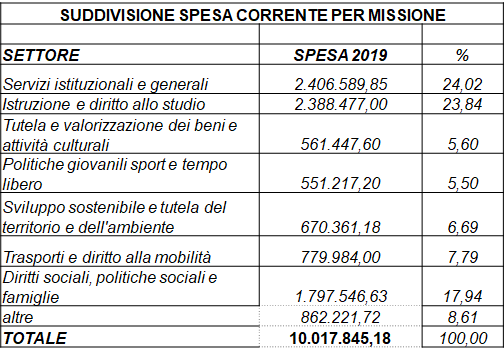 SUDDIVISIONE SPESA CORRENTE PER MISSIONE
SETTORE SPESA 2019 %
Servizi istituzionali e generali 2.406.589,85 24,02
Istruzione e diritto allo studio 2.388.477,00 23,84
Tutela e valorizzazione dei beni e
attività culturali 561.447,60 5,60
Politiche giovanili sport e tempo
libero 551.217,20 5,50
Sviluppo sostenibile e tutela del
territorio e dell'ambiente 670.361,18 6,69
Trasporti e diritto alla mobilità 779.984,00 7,79
Diritti sociali, politiche sociali e
famiglie 1.797.546,63 17,94
altre 862.221,72 8,61
TOTALE 10.017.845,18 100,00